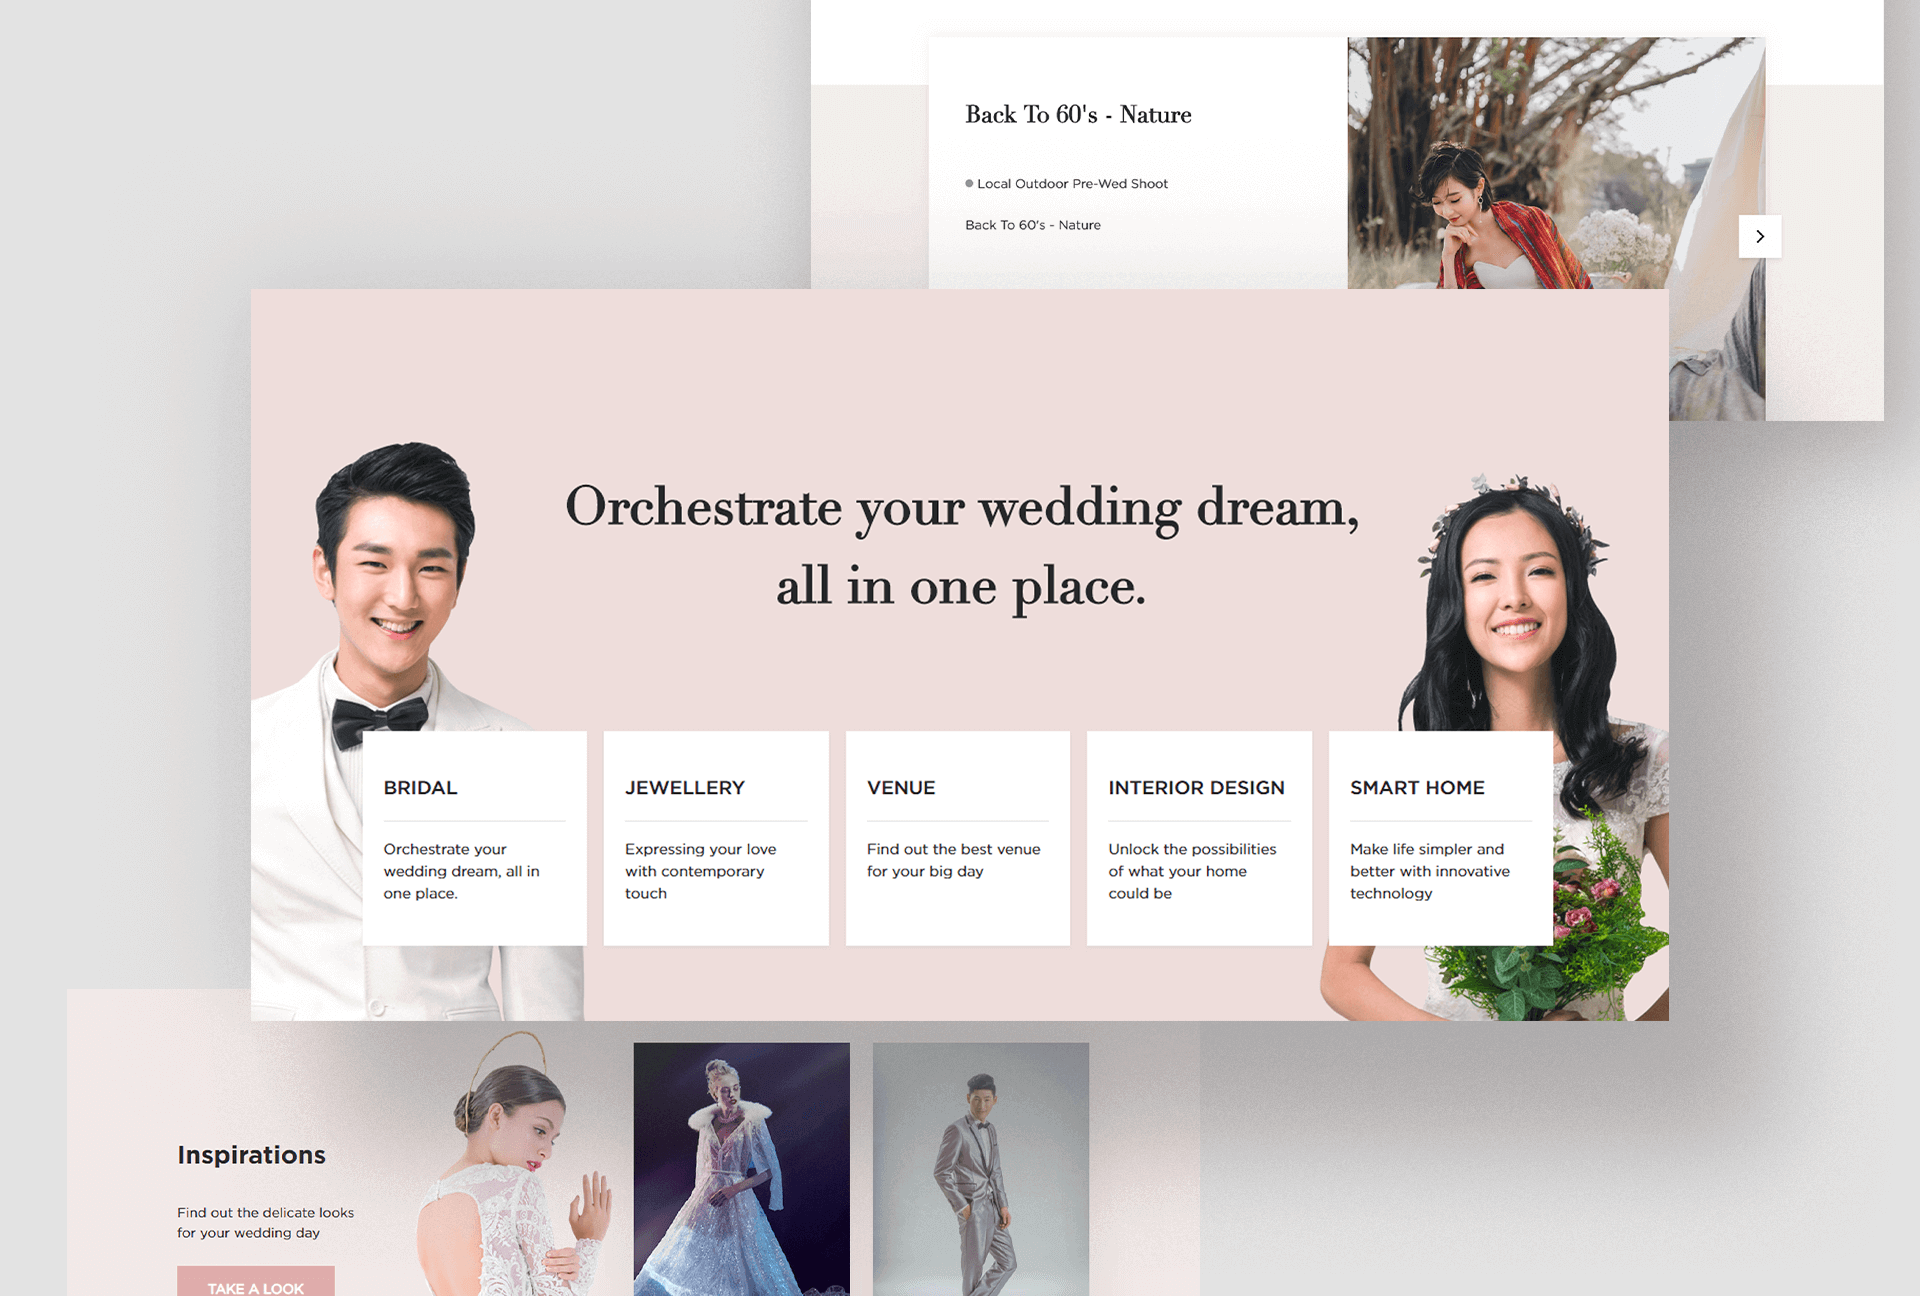 Back To 60's - Nature
Local Outdoor Pre-Wed Shoot
Back To 60's - Nature
Orchestrate your wedding dream,
all in one place.
BRIDAL
Orchestrate your
wedding dream, all in
one place.
JEWELLERY
Expressing your love
with contemporary
touch
VENUE
Find out the best venue
for your big day
INTERIOR DESIGN
Unlock the possibilities
of what your home
could be
SMART HOME
Make life simpler and
better with innovative
technology
Inspirations
Find out the delicate looks
for your wedding day
TAKE A LOOK